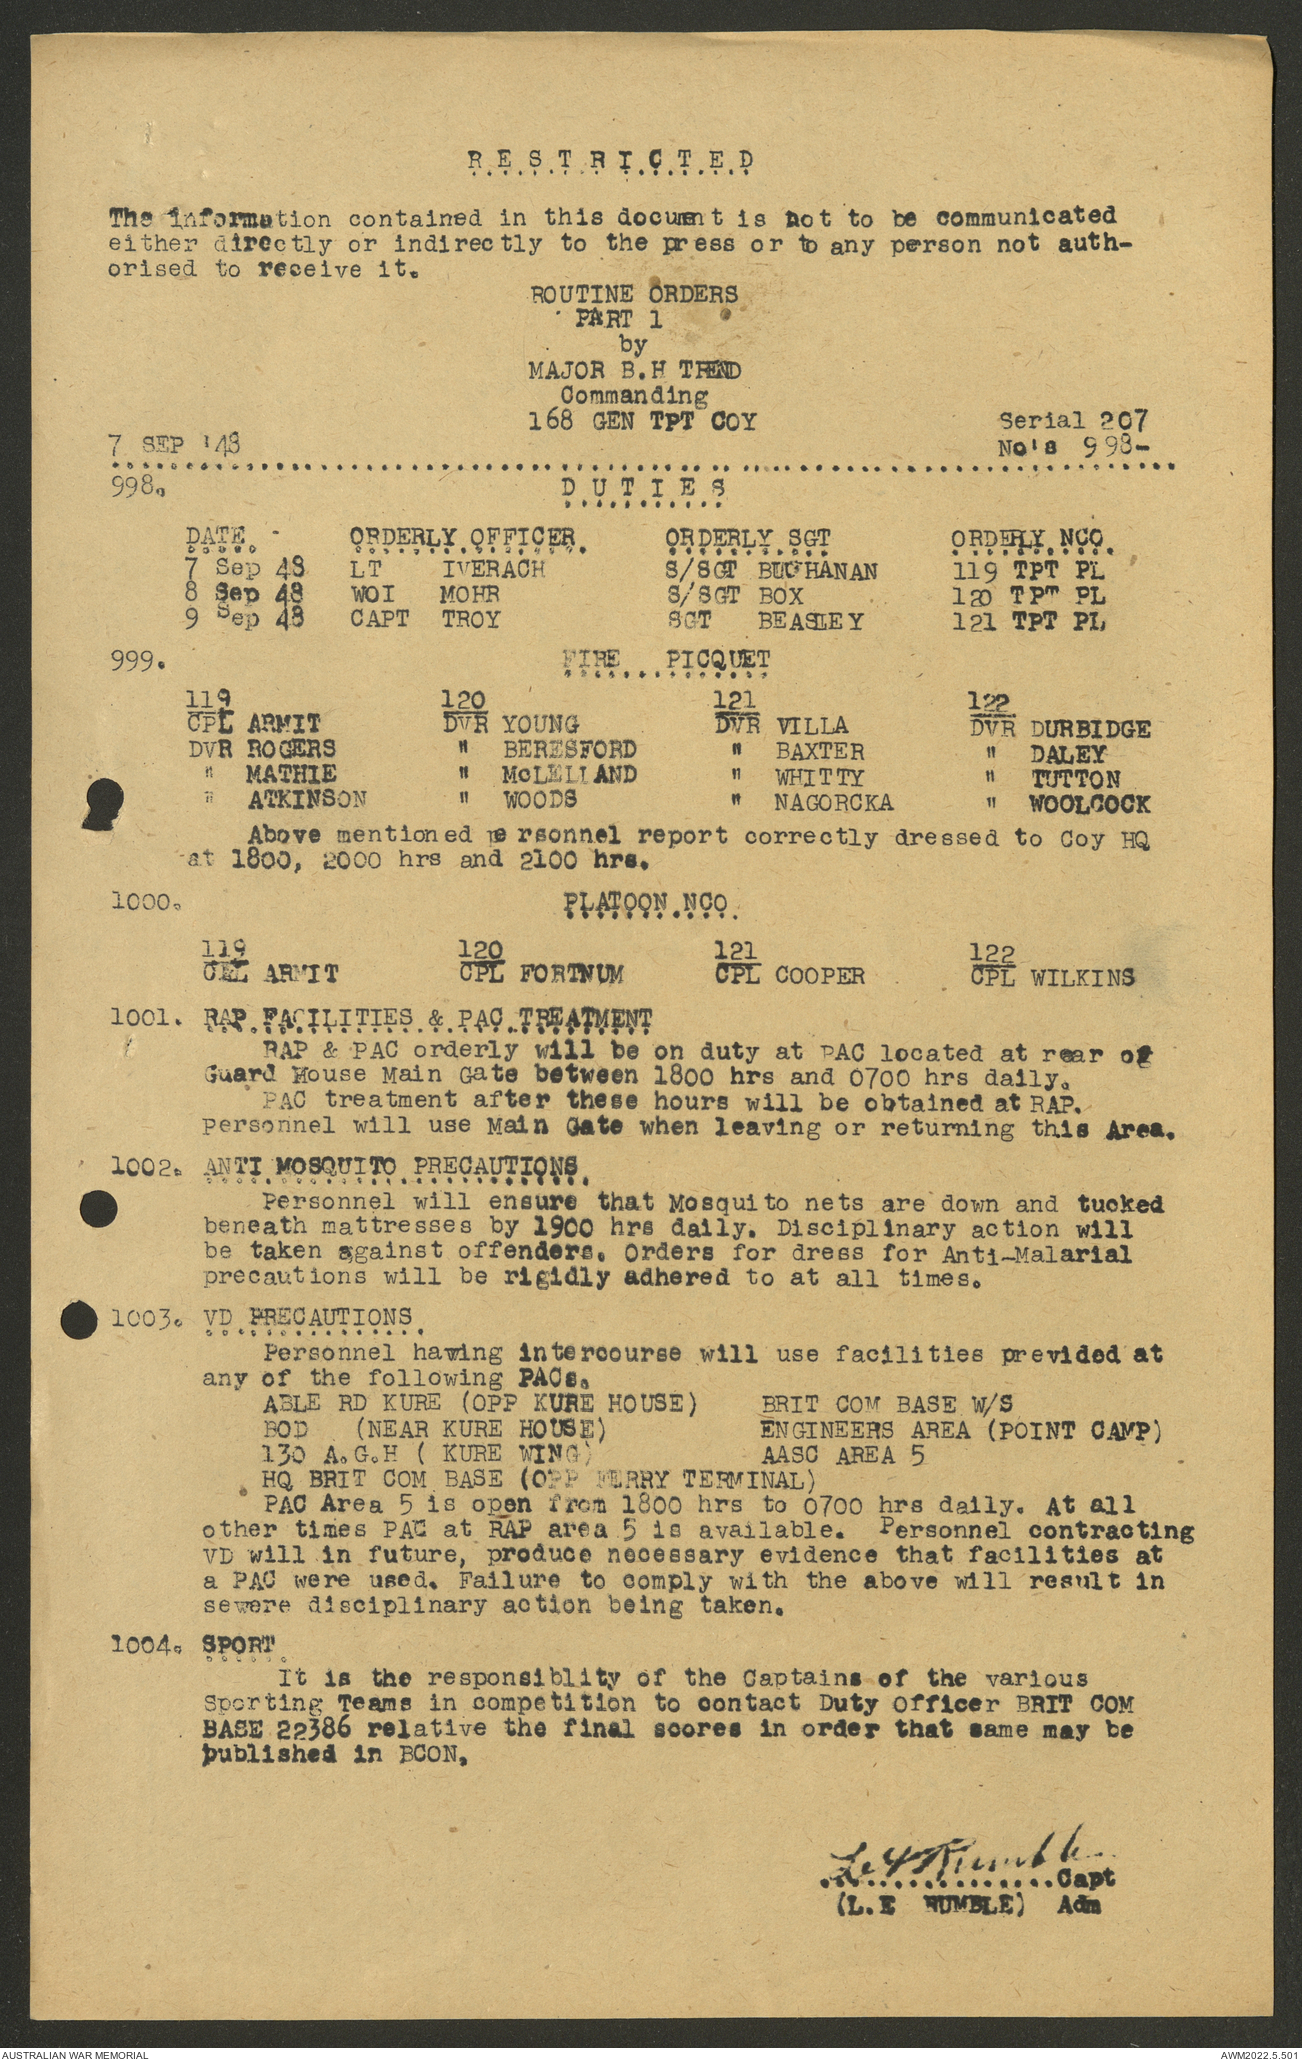 R E S T R I C T E D
The information contained in this document is not to be communicated
either directly or indirectly to the press or to any person not auth-
orised to receive it.
ROUTINE ORDERS
PART 1
by
MAJOR B.H TREND
Commanding
168 GEN TPT COY Serial 207
7 SEP '48 No's 998-
998. D U T I E S
DATE ORDERLY OFFICER ORDERLY SGT ORDERLY NCO
7 Sep 48 LT IVERACH S/SGT BUCHANAN 119 TPT PL
8 Sep 48 WOI MOHR S/SGT BOX 120 TPT PL
9 Sep 48 CAPT TROY SGT BEASLEY 121 TPT PL
999. FIRE PICQUET
119 120 121 122
CPL ARMIT DVR YOUNG DVR VILLA DVR DURBIDGE
DVR ROGERS " BERESFORD " BAXTER " DALEY
" MATHIE " McLELLAND " WHITTY " TUTTON
" ATKINSON " WOODS " NAGORCKA " WOOLCOCK
Above mentioned personnel report correctly dressed to Coy HQ
at 1800, 2000 hrs and 2100 hrs.
1000. PLATOON NCO
119 120 121 122
CPL ARMIT CPL FORTNUM CPL COOPER CPL WILKINS
1001. RAP FACILITIES & PAC TREATMENT
RAP & PAC orderly will be on duty at PAC located at rear of
Guard House Main Gate between 1800 hrs and 0700 hrs daily.
PAC treatment after these hours will be obtained at RAP.
Personnel will use Main Gate when leaving or returning this Area.
1002. ANTI MOSQUITO PRECAUTIONS
Personnel will ensure that Mosquito nets are down and tucked
beneath mattresses by 1900 hrs daily. Disciplinary action will
be taken against offenders. Orders for dress for Anti-Malarial
precautions will be rigidly adhered to at all times.
1003. VD PRECAUTIONS
Personnel having intercourse will use facilities previded at
any of the following PACs.
ABLE RD KURE (OPP KURE HOUSE) BRIT COM BASE W/S
BOD (NEAR KURE HOUSE) ENGINEERS AREA (POINT CAMP)
130 A.G.H ( KURE WING) AASC AREA 5
HQ BRIT COM BASE (OPP FERRY TERMINAL)
PAC Area 5 is open from 1800 hrs to 0700 hrs daily. At all
other times PAC at RAP area 5 is available. Personnel contracting
VD will in future, produce necessary evidence that facilities at
a PAC were used. Failure to comply with the above will result in
severe disciplinary action being taken.
1004. SPORT
It is the responsiblity of the Captains of the various
Sporting Teams in competition to contact Duty Officer BRIT COM
BASE 22386 relative the final scores in order that same may be
published in BCON.
L E Rumble
Capt
(L.E RUMBLE) Adm
AUSTRALIAN WAR MEMORIAL AWM2022.5.501